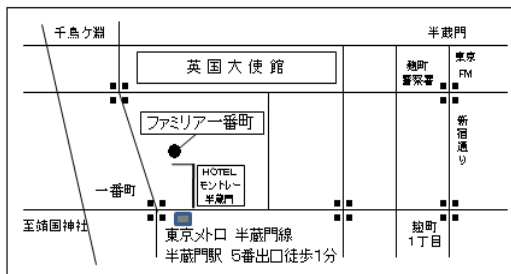 千鳥ケ淵
半蔵門
英国大使館
麹町
警察署
東京
FM
ファミリア一番町
新宿通り
HOTEL
モントレー
半蔵門
一番町
至靖国神社
東京メトロ 半蔵門線
半蔵門駅 5番出口徒歩1分
麹町
1丁目